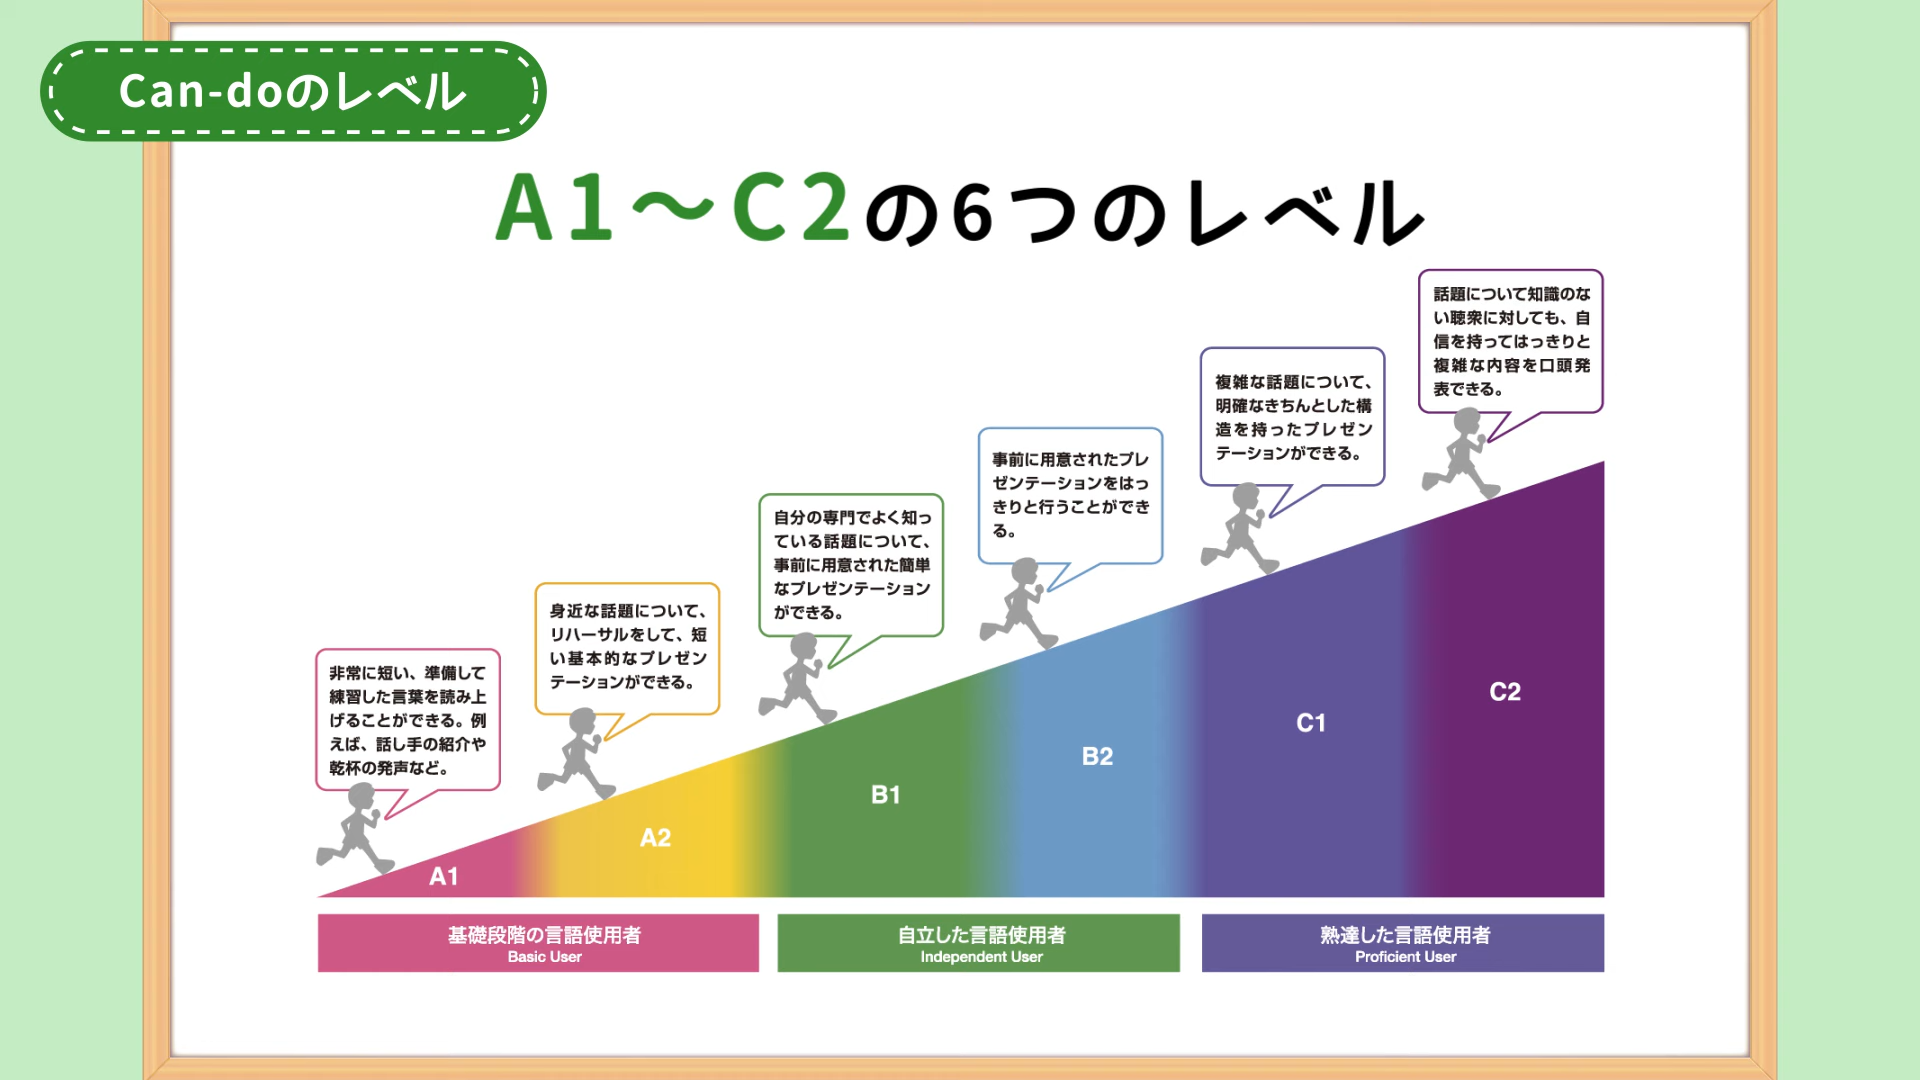 Can-doのレベル
A1〜C2の6つのレベル
非常に短い、準備して
練習した言葉を読み上
げることができる。例
えば、話し手の紹介や
乾杯の発声など。
身近な話題について、
リハーサルをして、短
い基本的なプレゼン
テーションができる。
自分の専門でよく知っ
ている話題について、
事前に用意された簡単
なプレゼンテーション
ができる。
事前に用意されたプレ
ゼンテーションをはっ
きりと行うことができ
る。
複雑な話題について、
明確なきちんとした構
造を持ったプレゼン
テーションができる。
話題について知識のな
い聴衆に対しても、自
信を持ってはっきりと
複雑な内容を口頭発
表できる。
A1
A2
B1
B2
C1
C2
基礎段階の言語使用者
Basic User
自立した言語使用者
Independent User
熟達した言語使用者
Proficient User